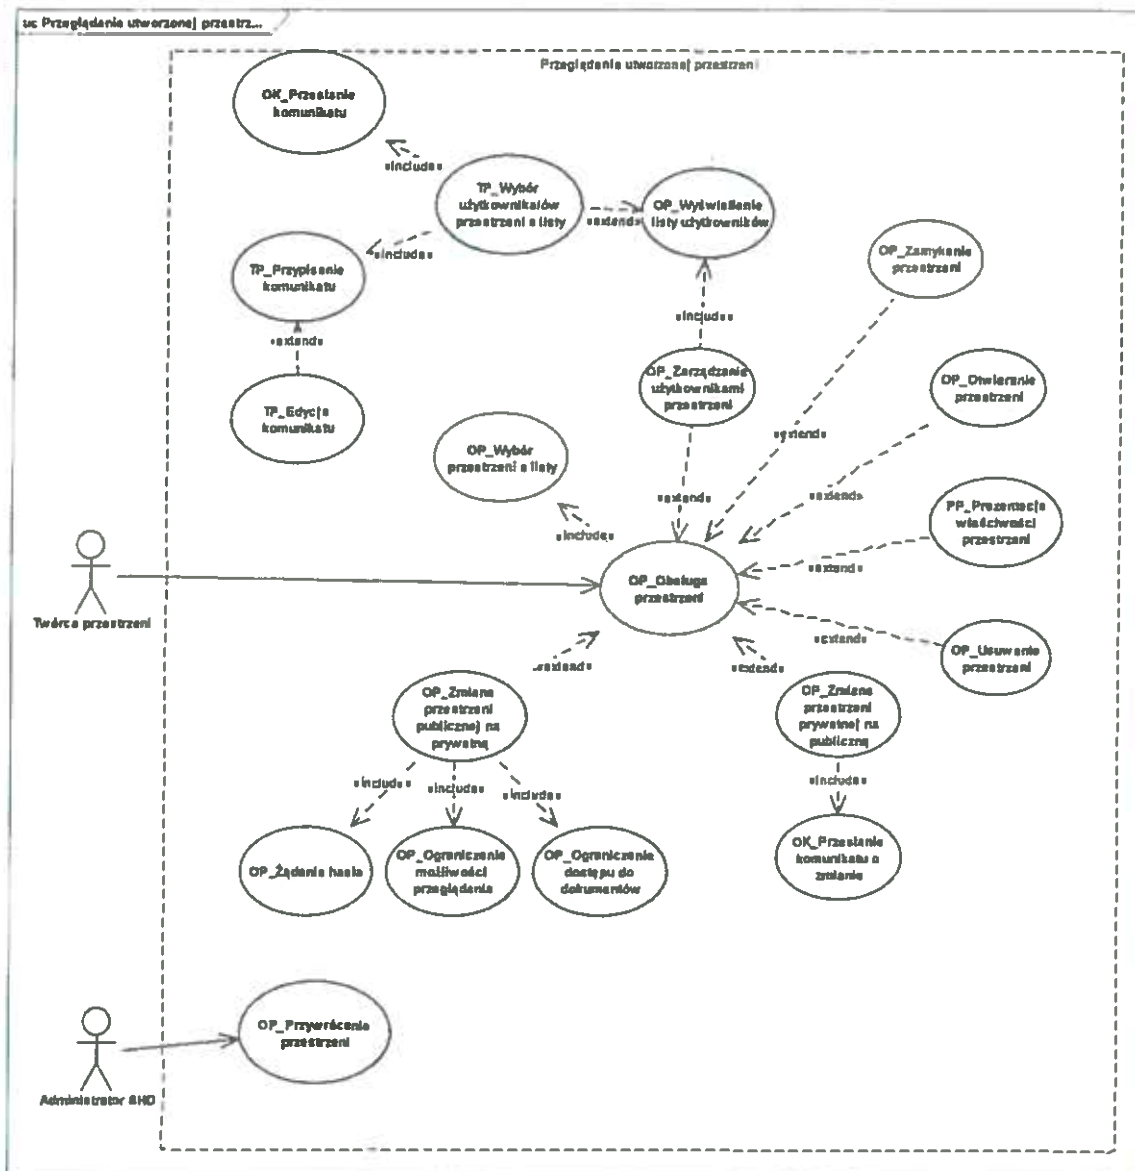 uc Przeglądanie utworzonej przestrz...
Przeglądanie utworzonej przestrzeni
OK_Przesłanie
komunikatu
«include»
TP_Wybór
użytkowników
przestrzeni z listy
«extend»
OP_Wyświetlanie
listy użytkowników
«include»
TP_Przypisanie
komunikatu
«extend»
TP_Edycja
komunikatu
OP_Zamykanie
przestrzeni
«include»
OP_Zarządzanie
użytkownikami
przestrzeni
OP_Otwieranie
przestrzeni
«extend»
OP_Wybór
przestrzeni z listy
«extend»
«extend»
PP_Prezentacja
właściwości
przestrzeni
«include»
«extend»
OP_Obsługa
przestrzeni
Twórca przestrzeni
«extend»
OP_Usuwanie
przestrzeni
«extend»
«extend»
OP_Zmiana
przestrzeni
publicznej na
prywatną
OP_Zmiana
przestrzeni
prywatnej na
publiczną
«include»
«include»
«include»
«include»
OP_Żądanie hasła
OP_Ograniczenie
możliwości
przeglądania
OP_Ograniczenie
dostępu do
dokumentów
OK_Przesłanie
komunikatu o
zmianie
OP_Przywrócenie
przestrzeni
Administrator SHD